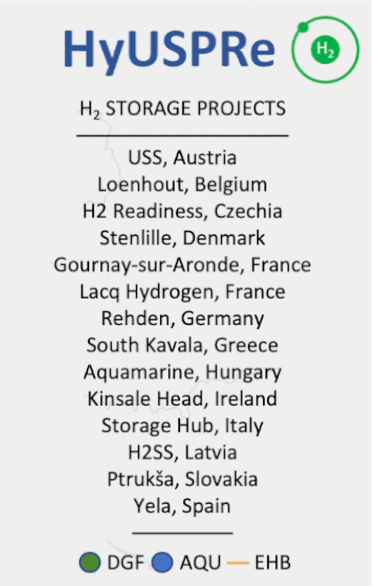 HyUSPRe H₂
H₂ STORAGE PROJECTS
USS, Austria
Loenhout, Belgium
H2 Readiness, Czechia
Stenlille, Denmark
Gournay-sur-Aronde, France
Lacq Hydrogen, France
Rehden, Germany
South Kavala, Greece
Aquamarine, Hungary
Kinsale Head, Ireland
Storage Hub, Italy
H2SS, Latvia
Ptrukša, Slovakia
Yela, Spain
DGF AQU EHB